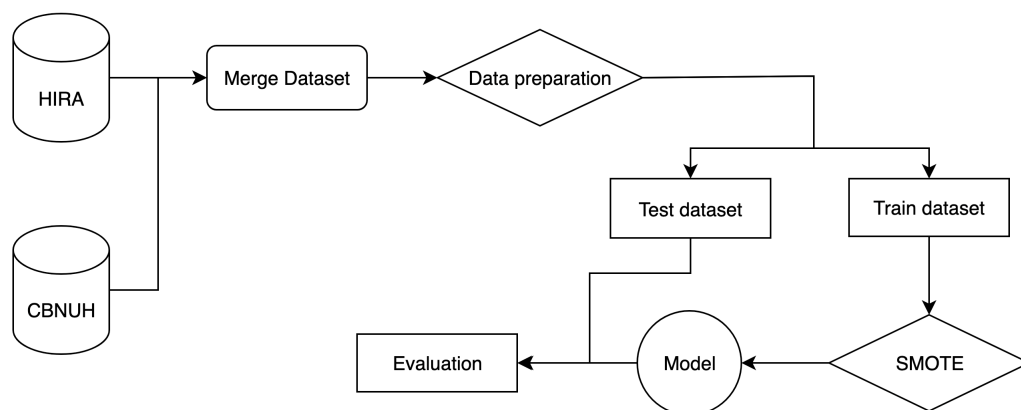 HIRA
Merge Dataset
Data preparation
Test dataset
Train dataset
CBNUH
Evaluation
Model
SMOTE